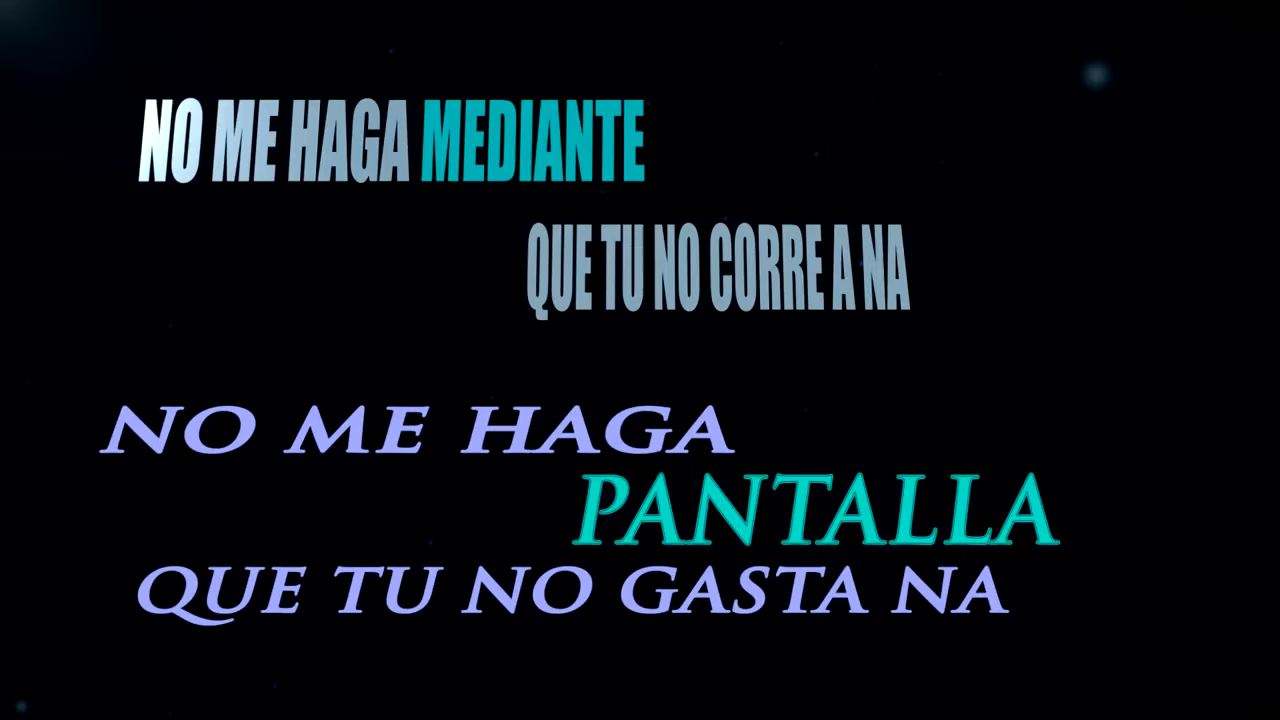 NO ME HAGA MEDIANTE
QUE TU NO CORRE A NA
NO ME HAGA
PANTALLA
QUE TU NO GASTA NA